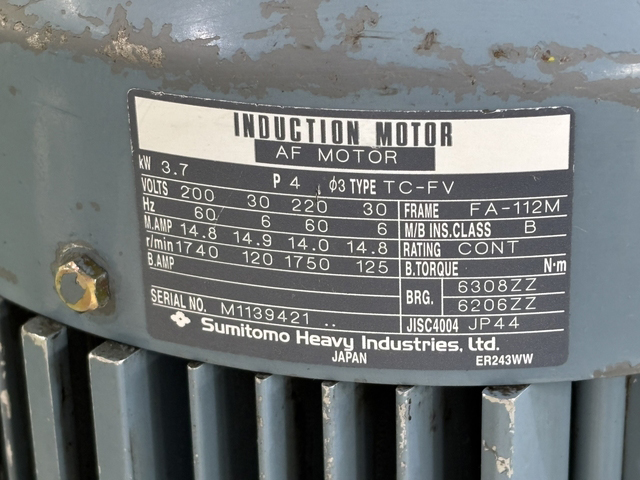 INDUCTION MOTOR
AF MOTOR
kW 3.7 P 4 φ3 TYPE TC-FV
VOLTS 200 30 220 30 FRAME FA-112M
Hz 60 6 60 6 M/B INS.CLASS B
M.AMP 14.8 14.9 14.0 14.8 RATING CONT
r/min 1740 120 1750 125 B.TORQUE N·m
B.AMP BRG. 6308ZZ
6206ZZ
SERIAL NO. M1139421 .. JISC4004 JP44
Sumitomo Heavy Industries, Ltd.
JAPAN ER243WW